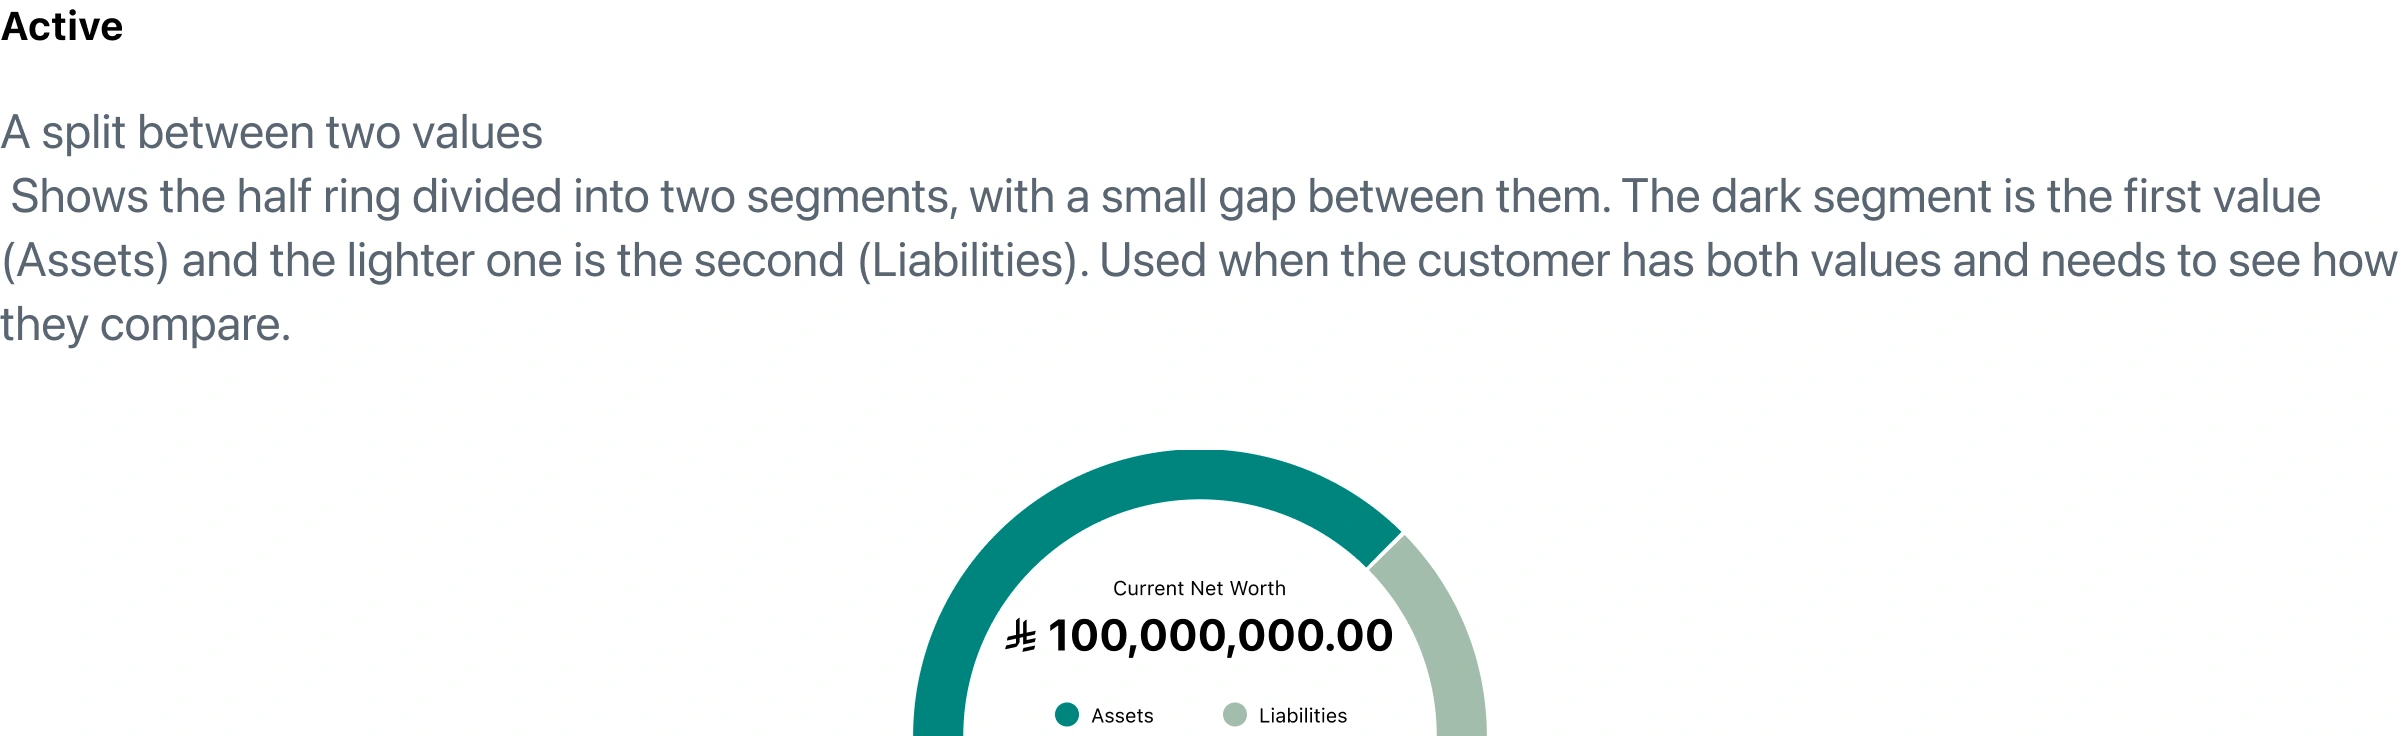 Active
A split between two values
Shows the half ring divided into two segments, with a small gap between them. The dark segment is the first value
(Assets) and the lighter one is the second (Liabilities). Used when the customer has both values and needs to see how
they compare.
Current Net Worth
⃁ 100,000,000.00
Assets Liabilities